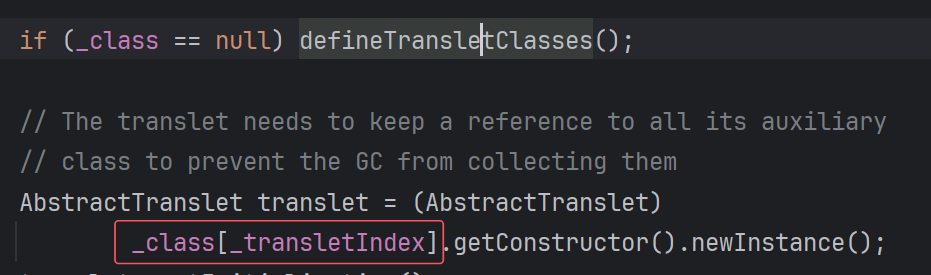 if (_class == null) defineTransletClasses();
// The translet needs to keep a reference to all its auxiliary
// class to prevent the GC from collecting them
AbstractTranslet translet = (AbstractTranslet)
_class[_transletIndex].getConstructor().newInstance();